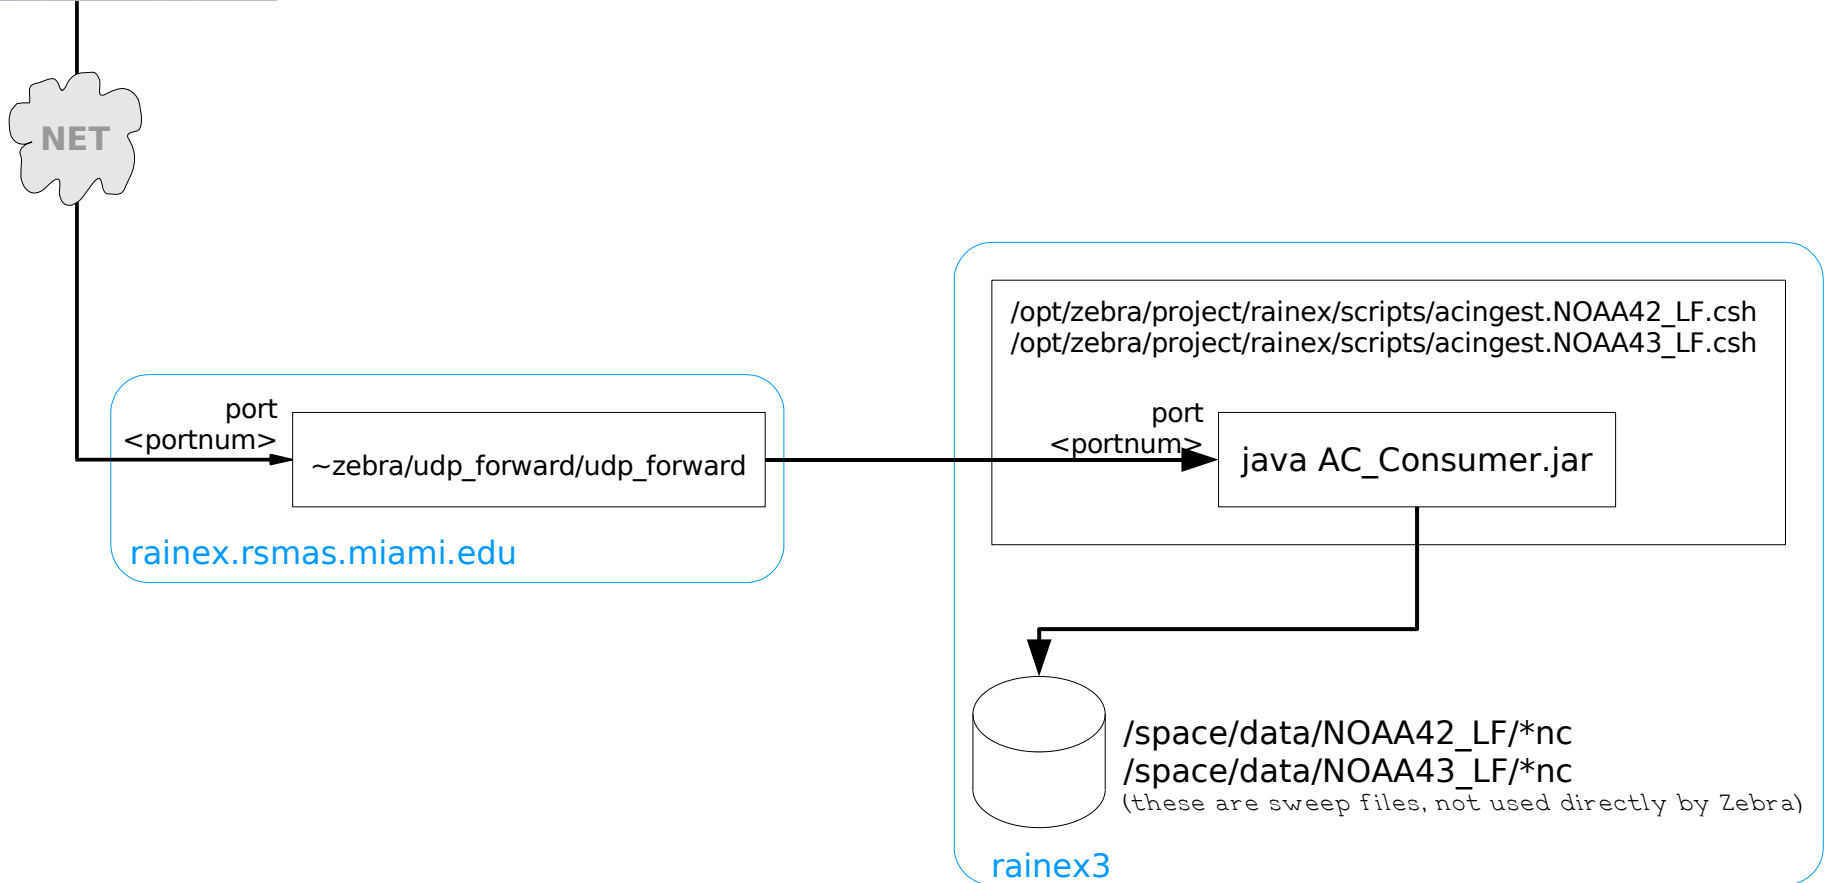 NET
port
<portnum>
~zebra/udp_forward/udp_forward
rainex.rsmas.miami.edu
/opt/zebra/project/rainex/scripts/acingest.NOAA42_LF.csh
/opt/zebra/project/rainex/scripts/acingest.NOAA43_LF.csh
port
<portnum>
java AC_Consumer.jar
/space/data/NOAA42_LF/*nc
/space/data/NOAA43_LF/*nc
(these are sweep files, not used directly by Zebra)
rainex3